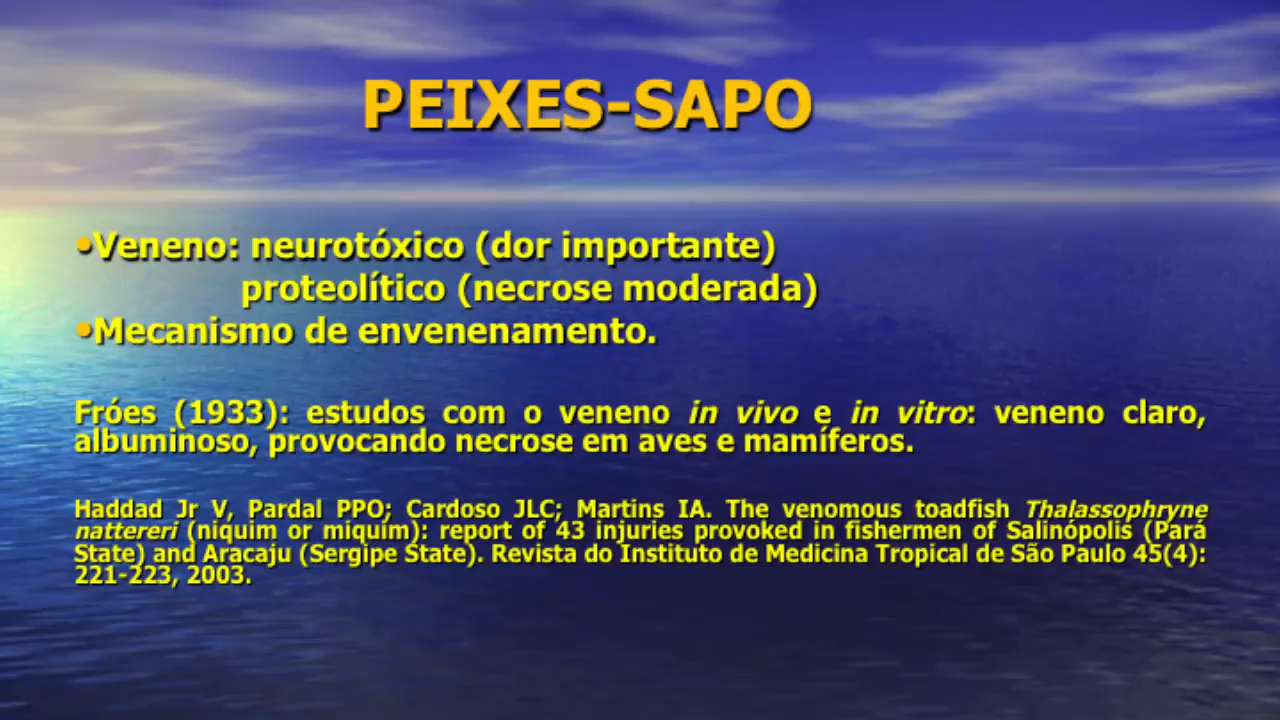 PEIXES-SAPO
•Veneno: neurotóxico (dor importante)
proteolítico (necrose moderada)
•Mecanismo de envenenamento.
Fróes (1933): estudos com o veneno in vivo e in vitro: veneno claro,
albuminoso, provocando necrose em aves e mamíferos.
Haddad Jr V, Pardal PPO; Cardoso JLC; Martins IA. The venomous toadfish Thalassophryne
nattereri (niquim or miquim): report of 43 injuries provoked in fishermen of Salinópolis (Pará
State) and Aracaju (Sergipe State). Revista do Instituto de Medicina Tropical de São Paulo 45(4):
221-223, 2003.